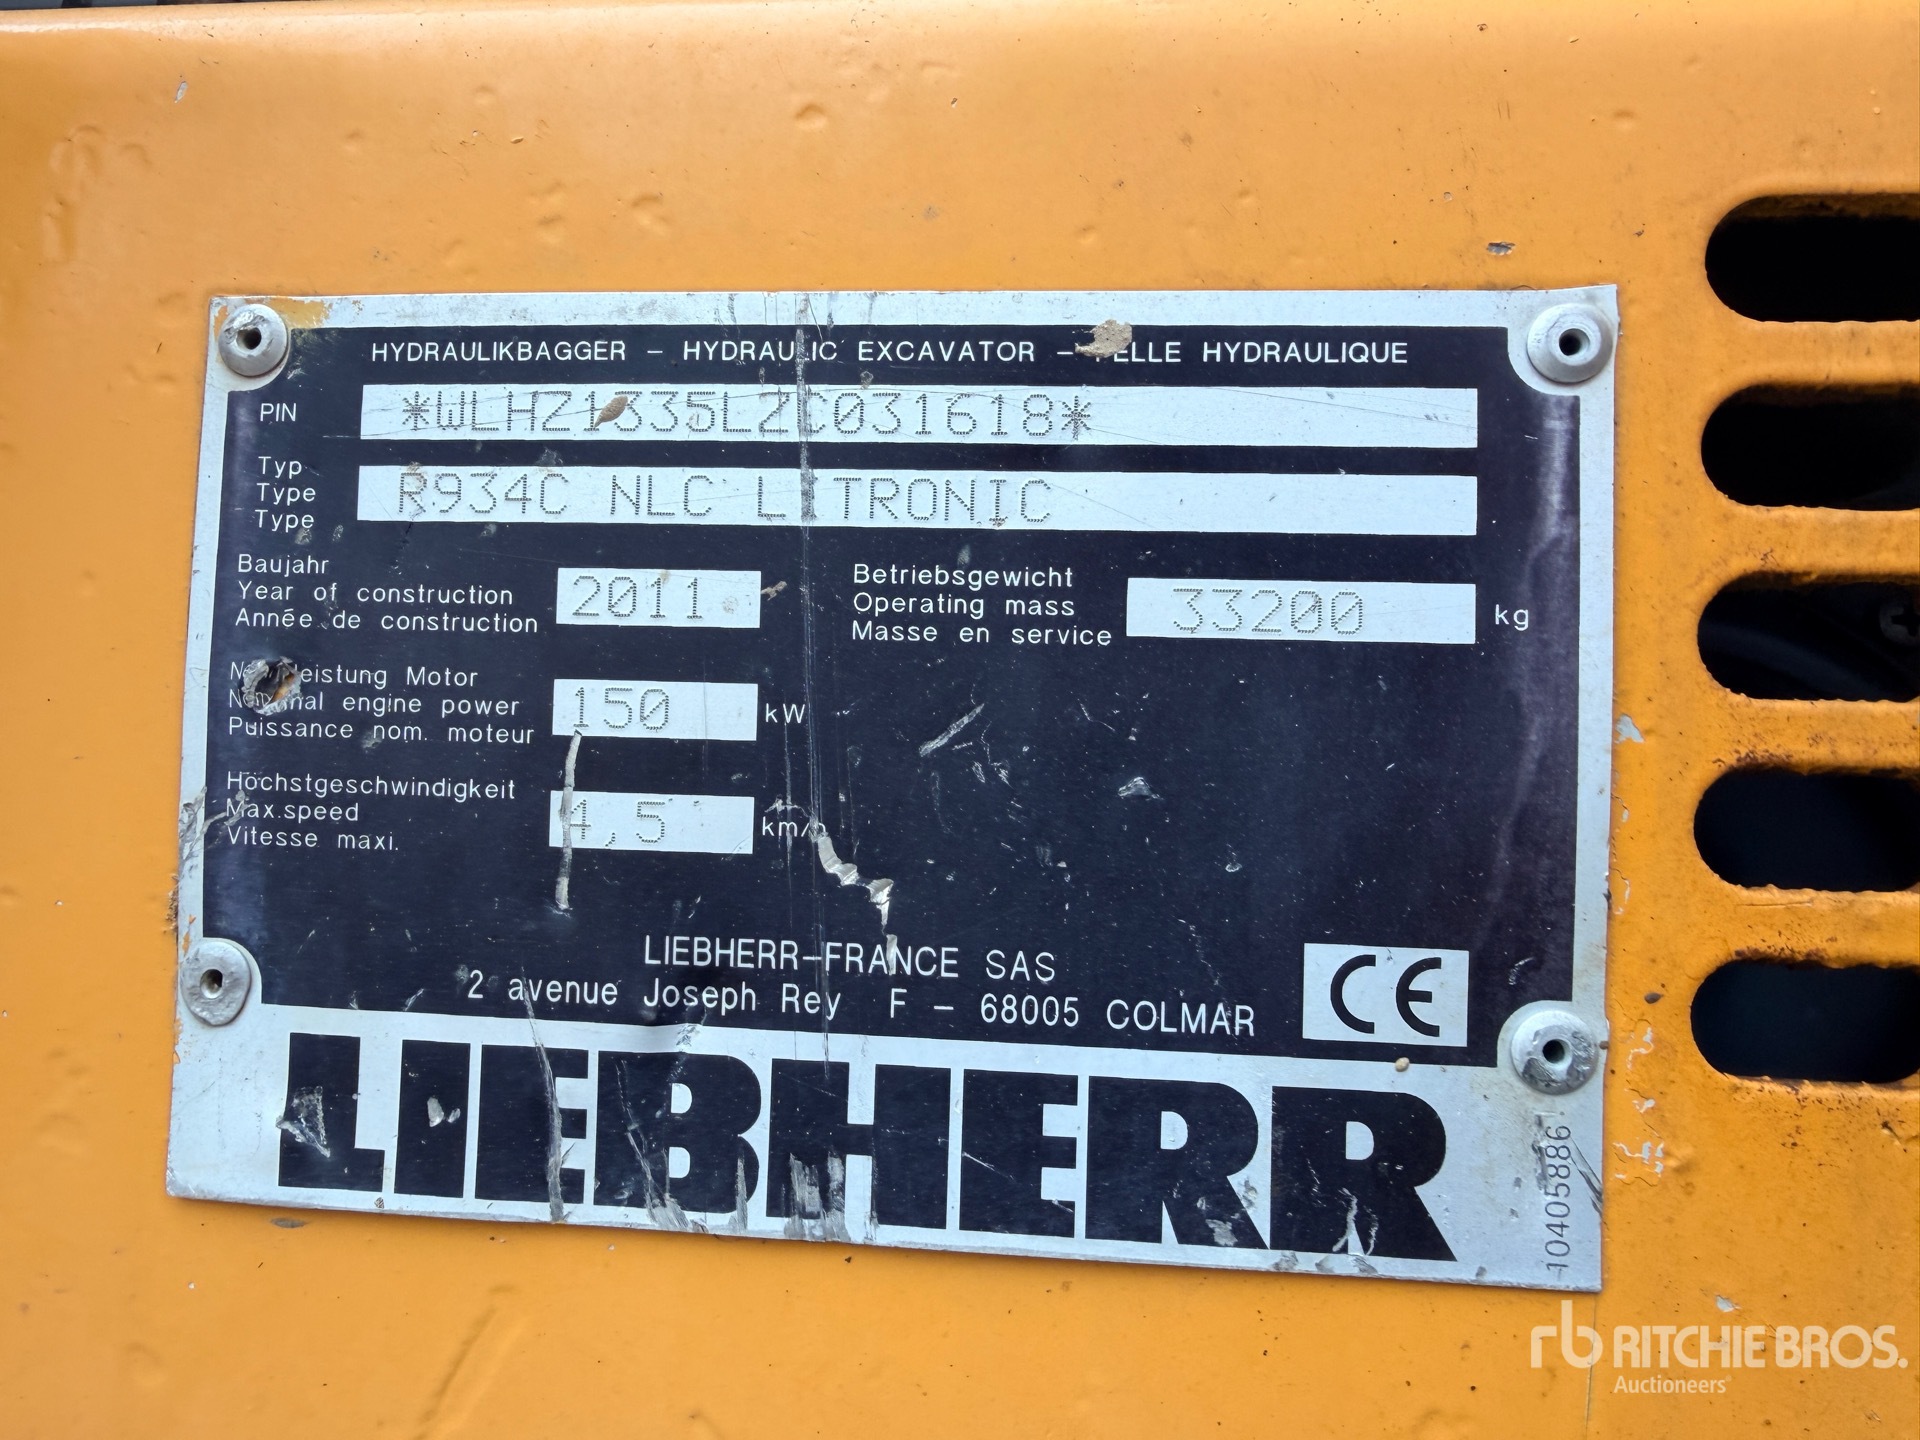 HYDRAULIKBAGGER – HYDRAULIC EXCAVATOR – PELLE HYDRAULIQUE
PIN *WLHZ1335LZC031618*
Typ
Type R934C NLC LITRONIC
Type
Baujahr
Year of construction 2011
Année de construction
Betriebsgewicht
Operating mass 33200 kg
Masse en service
Nennleistung Motor
Nominal engine power 150 kW
Puissance nom. moteur
Höchstgeschwindigkeit
Max.speed 4,5 km/h
Vitesse maxi.
LIEBHERR–FRANCE SAS
2 avenue Joseph Rey F – 68005 COLMAR
CE
LIEBHERR
10405886
rb RITCHIE BROS.
Auctioneers